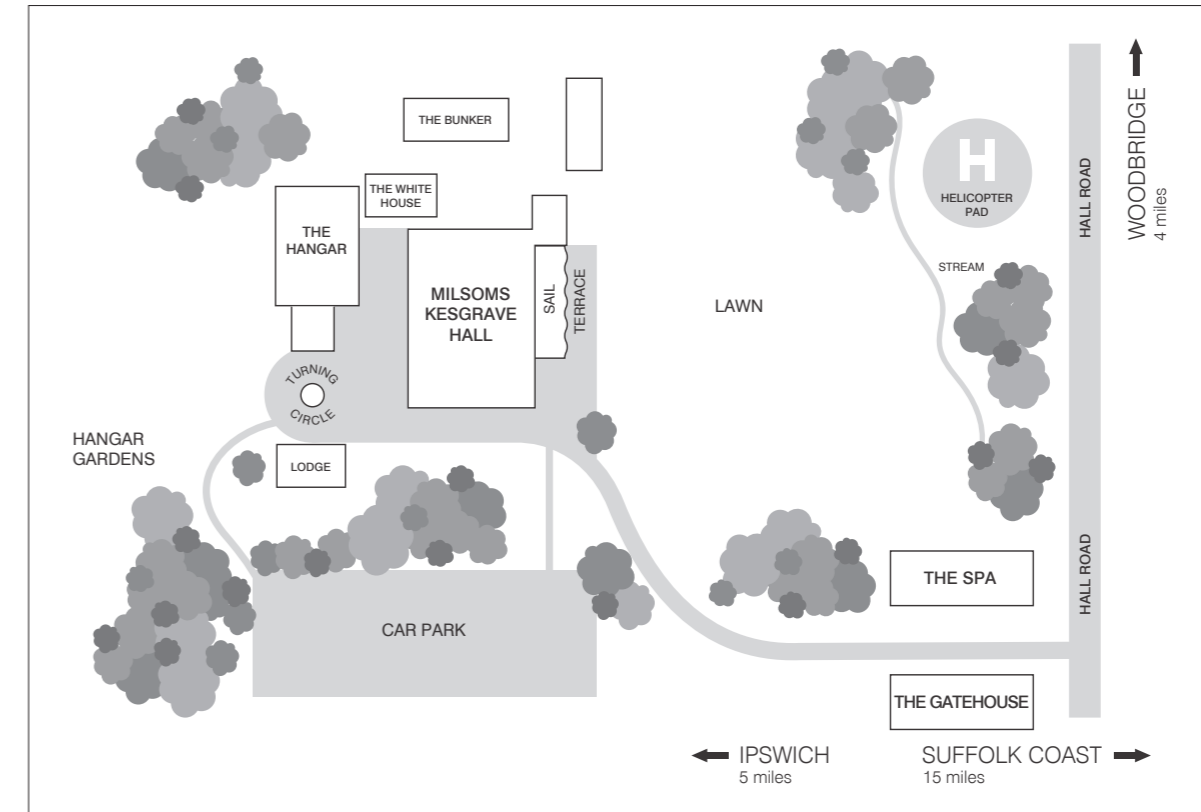 THE BUNKER
THE WHITE
HOUSE
THE
HANGAR
MILSOMS
KESGRAVE
HALL
SAIL
TERRACE
LAWN
TURNING
CIRCLE
HANGAR
GARDENS
LODGE
CAR PARK
H
HELICOPTER
PAD
STREAM
HALL ROAD
WOODBRIDGE
4 miles
HALL ROAD
THE SPA
THE GATEHOUSE
IPSWICH
5 miles
SUFFOLK COAST
15 miles